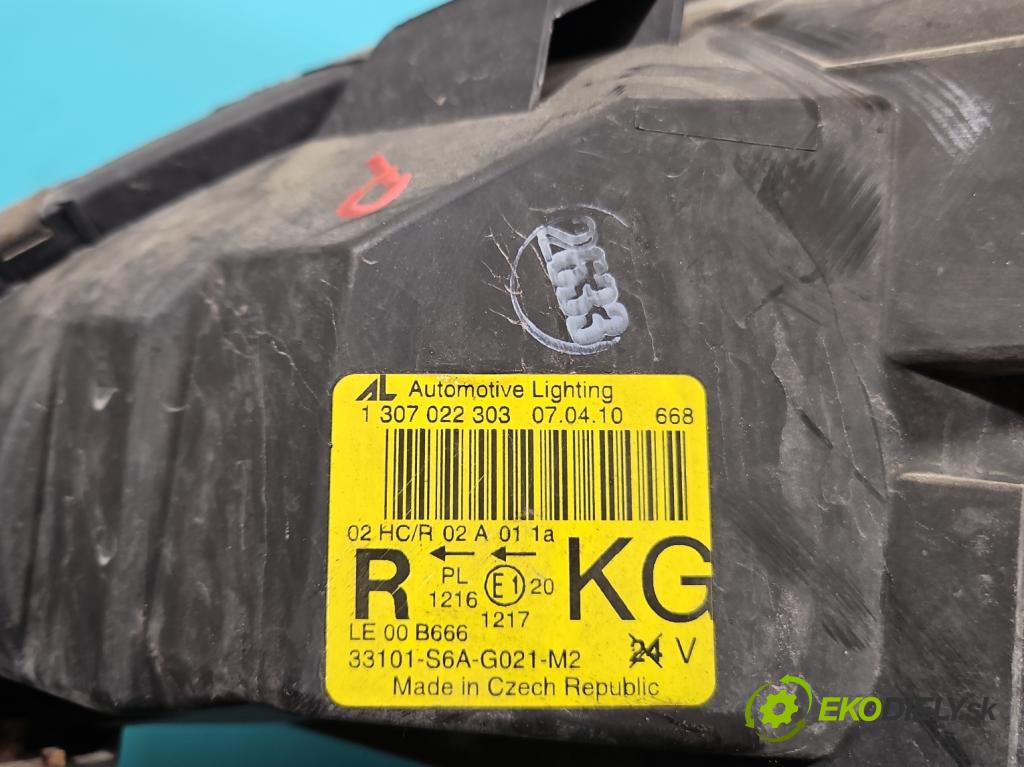 P
2633
AL Automotive Lighting
1 307 022 303 07.04.10 668
02 HC/R 02 A 01 1a
R ← ← KG
PL E1 20
1216
1217
LE 00 B666
33101-S6A-G021-M2 24 V
Made in Czech Republic
EKODIELY.sk